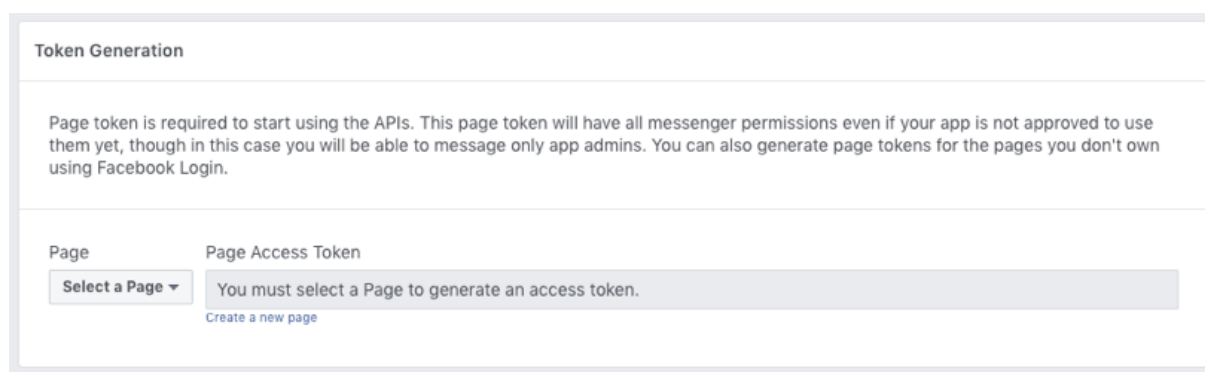 Token Generation
Page token is required to start using the APIs. This page token will have all messenger permissions even if your app is not approved to use
them yet, though in this case you will be able to message only app admins. You can also generate page tokens for the pages you don't own
using Facebook Login.
Page
Page Access Token
Select a Page
You must select a Page to generate an access token.
Create a new page